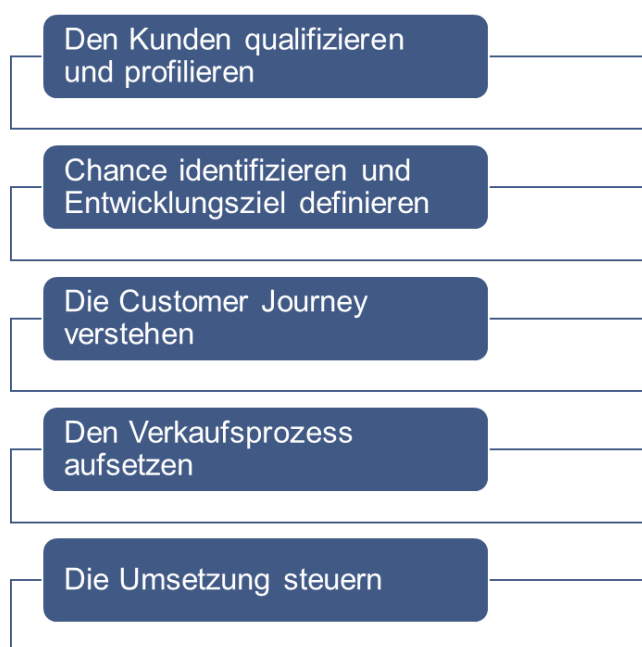 Den Kunden qualifizieren
und profilieren
Chance identifizieren und
Entwicklungsziel definieren
Die Customer Journey
verstehen
Den Verkaufsprozess
aufsetzen
Die Umsetzung steuern